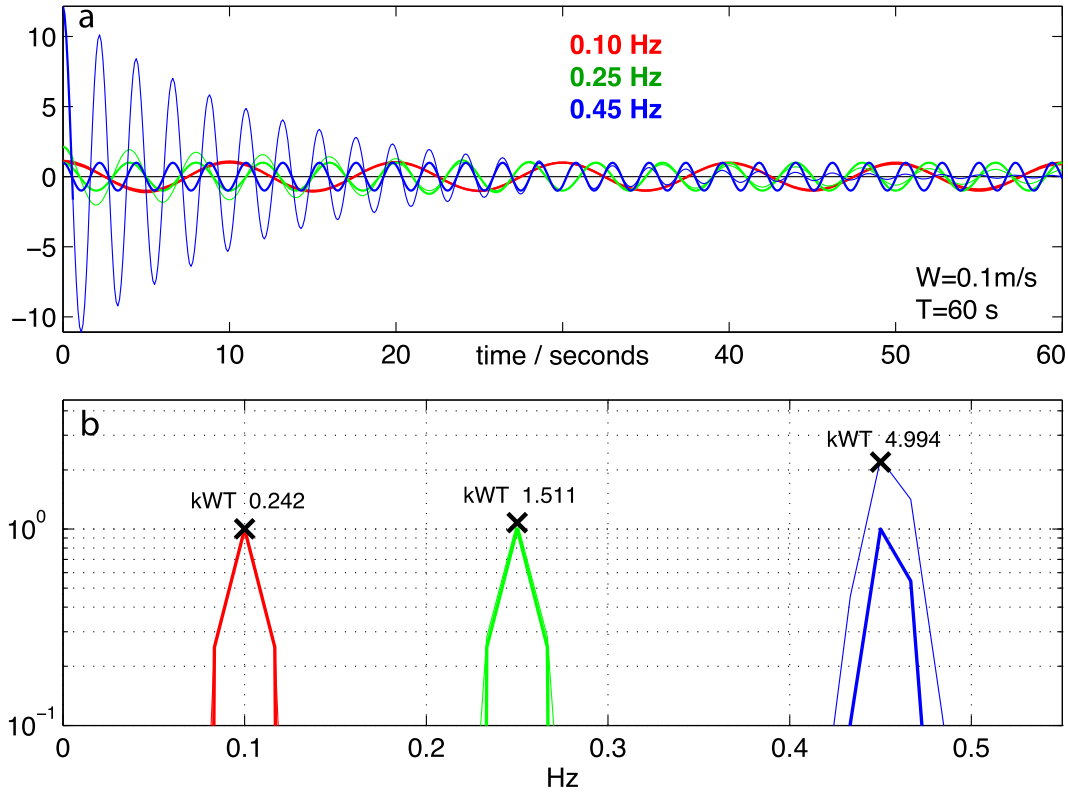 a
10
5
0
−5
−10
0.10 Hz
0.25 Hz
0.45 Hz
W=0.1m/s
T=60 s
0 10 20 time / seconds 40 50 60
b
kWT 4.994
kWT 0.242
kWT 1.511
10⁰
10⁻¹
0 0.1 0.2 0.3 0.4 0.5
Hz